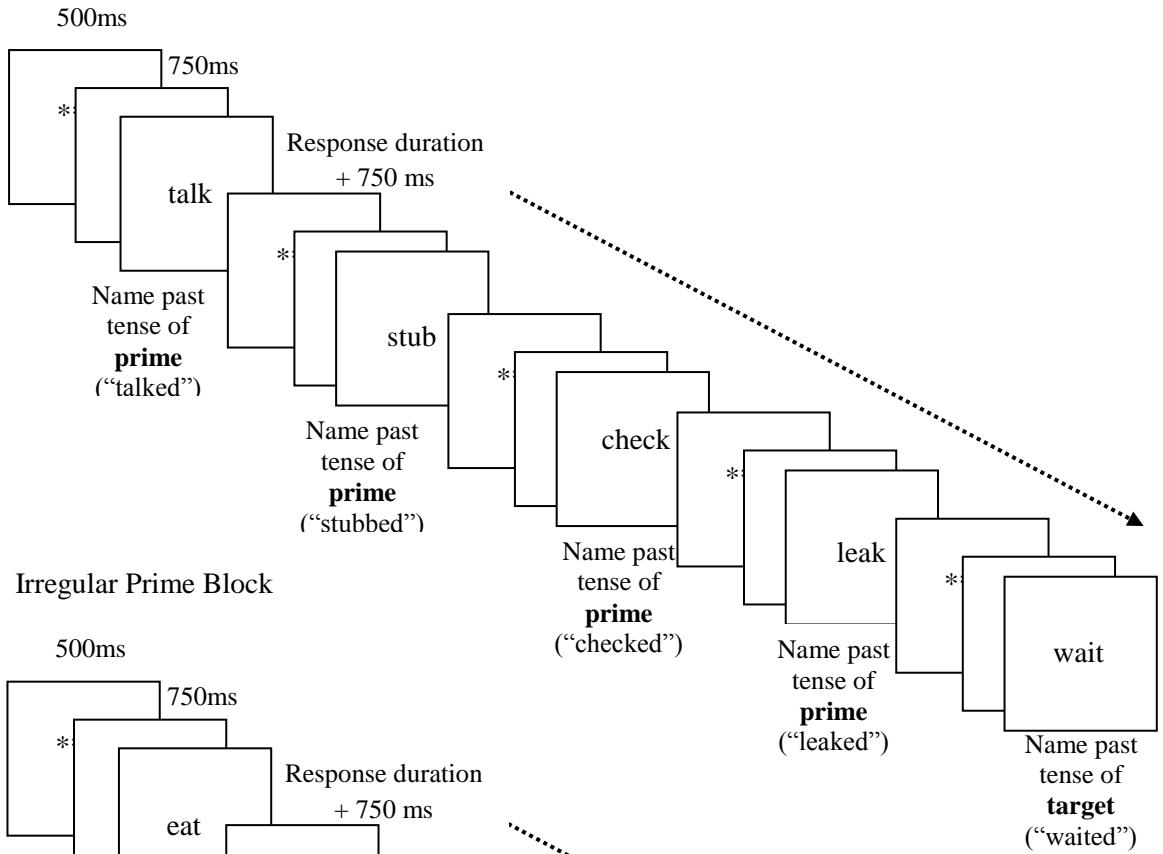 500ms
750ms
*
talk
Response duration
+ 750 ms
Name past
tense of
prime
(“talked”)
*
stub
Name past
tense of
prime
(“stubbed”)
*
check
Name past
tense of
prime
(“checked”)
*
leak
Name past
tense of
prime
(“leaked”)
*
wait
Name past
tense of
target
(“waited”)
Irregular Prime Block
500ms
750ms
*
eat
Response duration
+ 750 ms